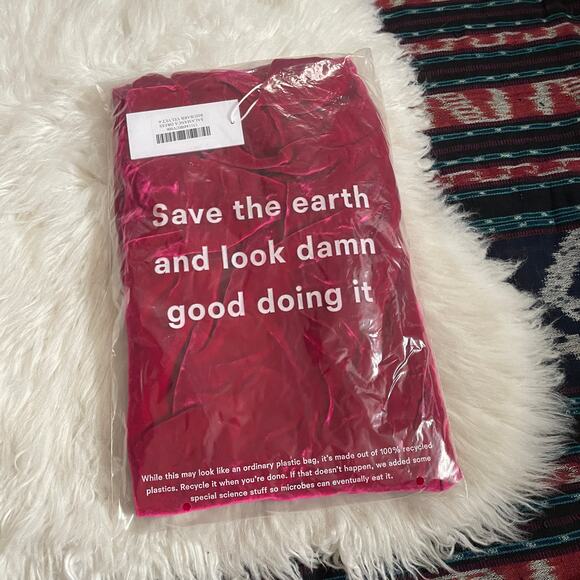 Save the earth
and look damn
good doing it
While this may look like an ordinary plastic bag, it's made out of 100% recycled
plastics. Recycle it when you're done. If that doesn't happen, we added some
special science stuff so microbes can eventually eat it.
SALAMANCA DRESS